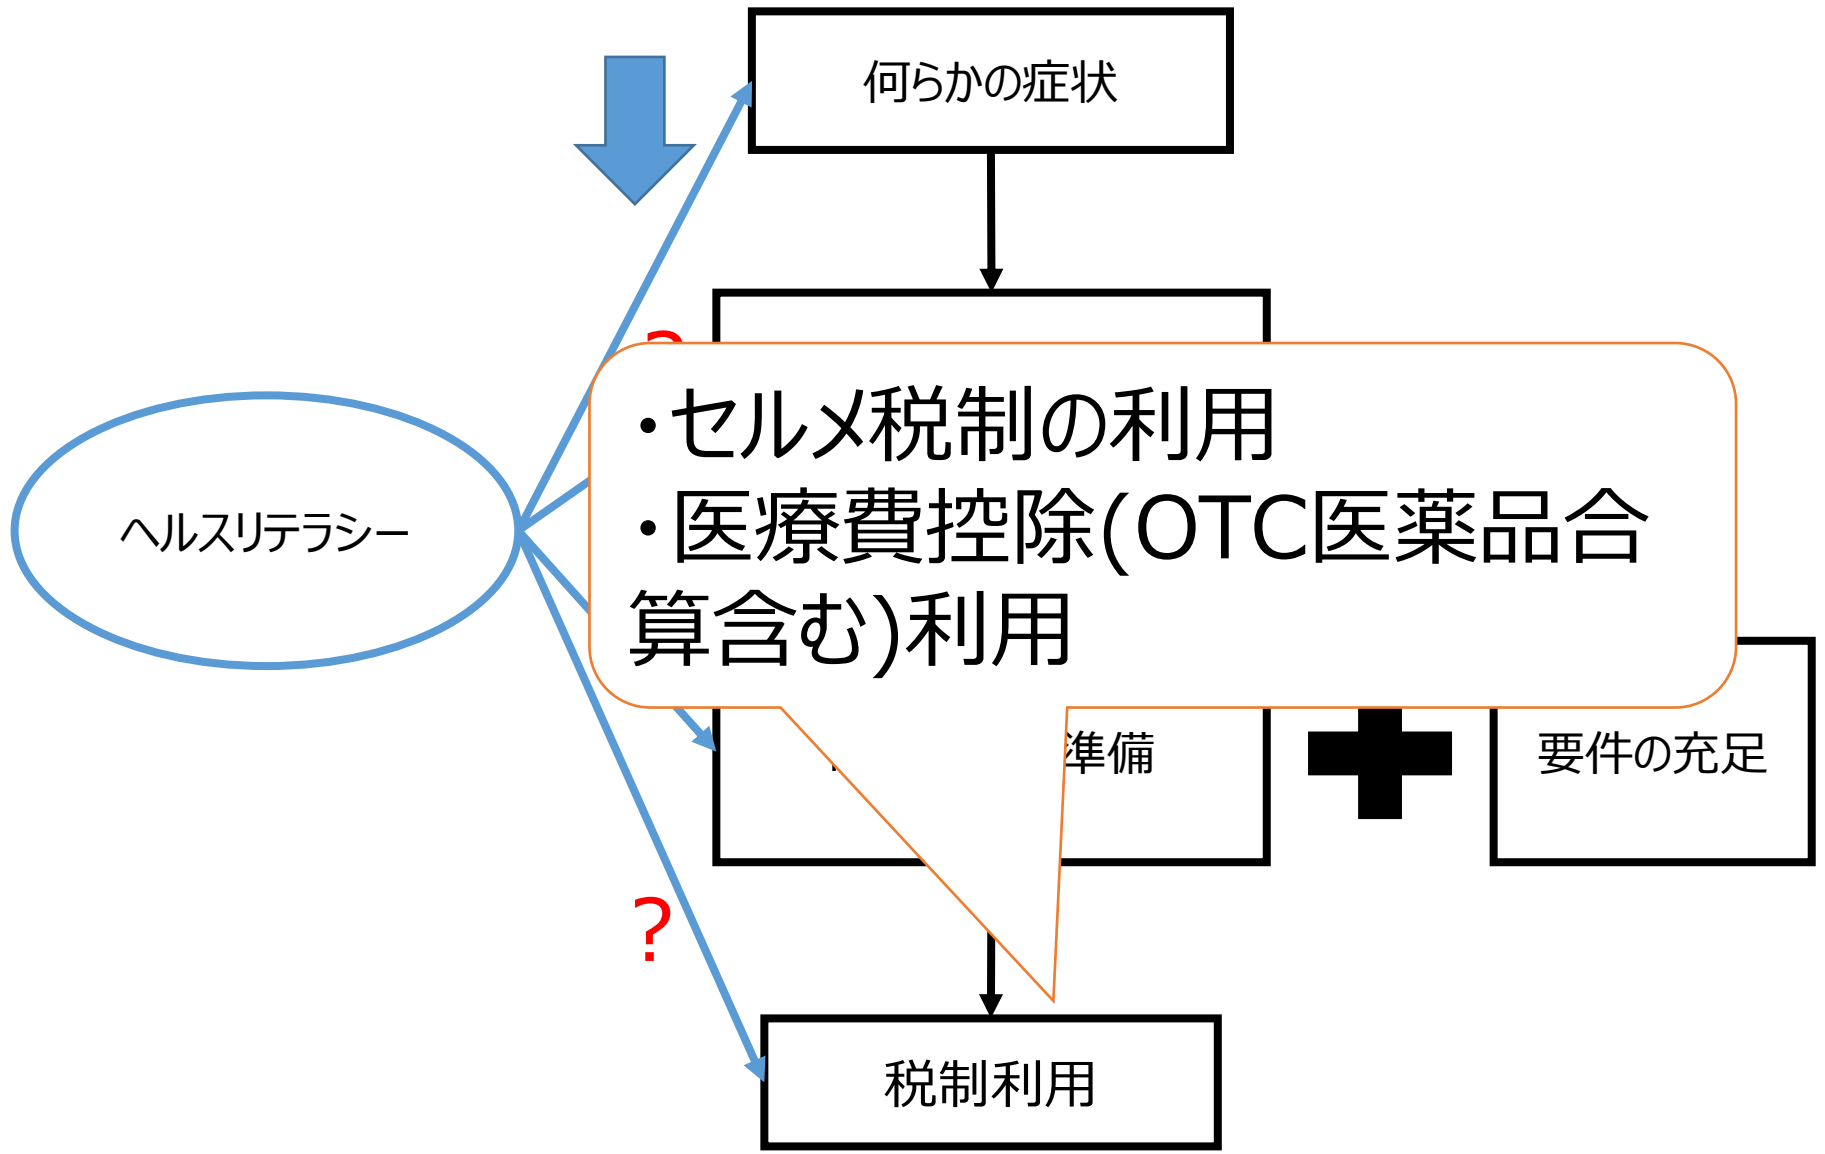 何らかの症状
?
・セルメ税制の利用
・医療費控除(OTC医薬品合
算含む)利用
ヘルスリテラシー
準備
要件の充足
?
税制利用